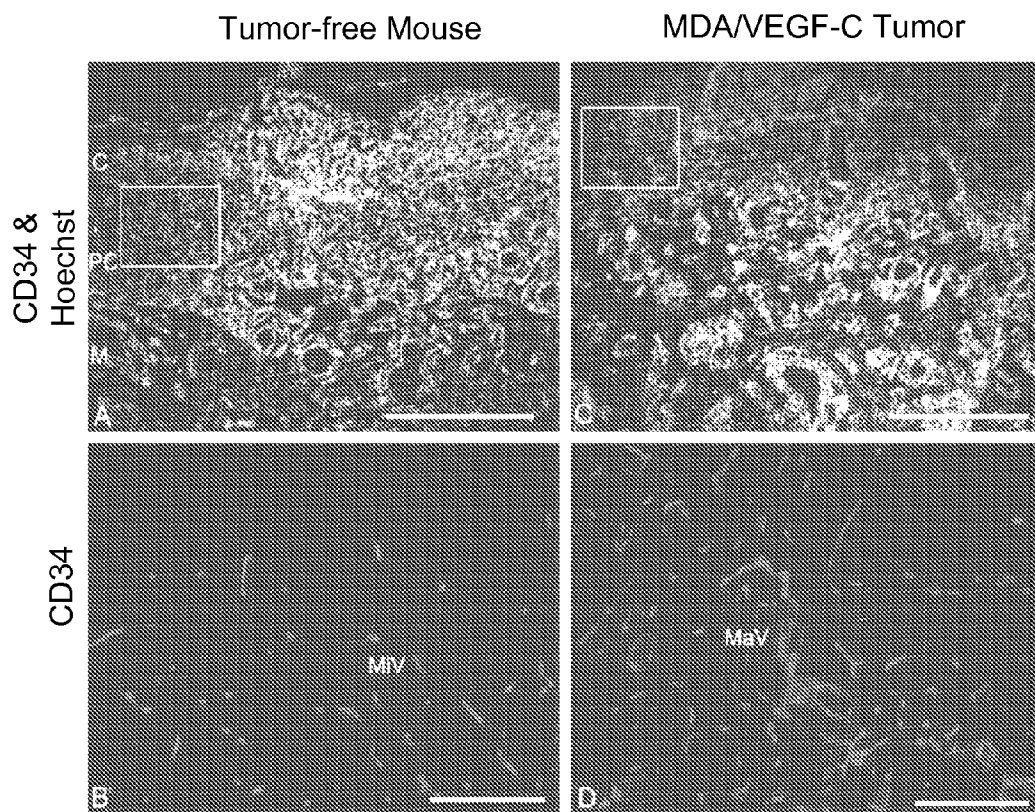 Tumor-free Mouse
MDA/VEGF-C Tumor
CD34 &
Hoechst
C
PC
M
A
C
CD34
MiV
B
MaV
D